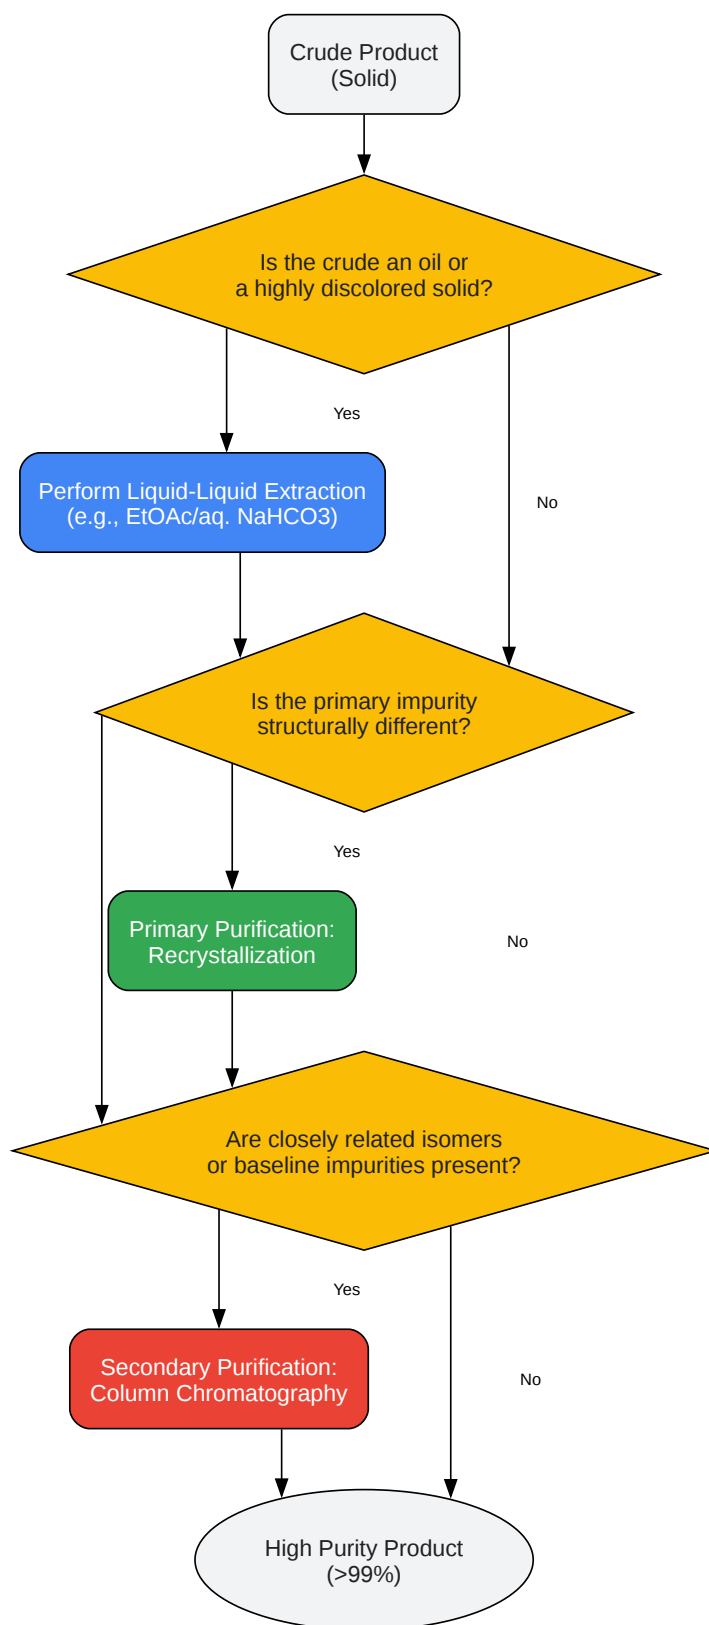 Crude Product
(Solid)
Is the crude an oil or
a highly discolored solid?
Yes
Perform Liquid-Liquid Extraction
(e.g., EtOAc/aq. NaHCO3)
No
Is the primary impurity
structurally different?
Yes
Primary Purification:
Recrystallization
No
Are closely related isomers
or baseline impurities present?
Yes
Secondary Purification:
Column Chromatography
No
High Purity Product
(>99%)